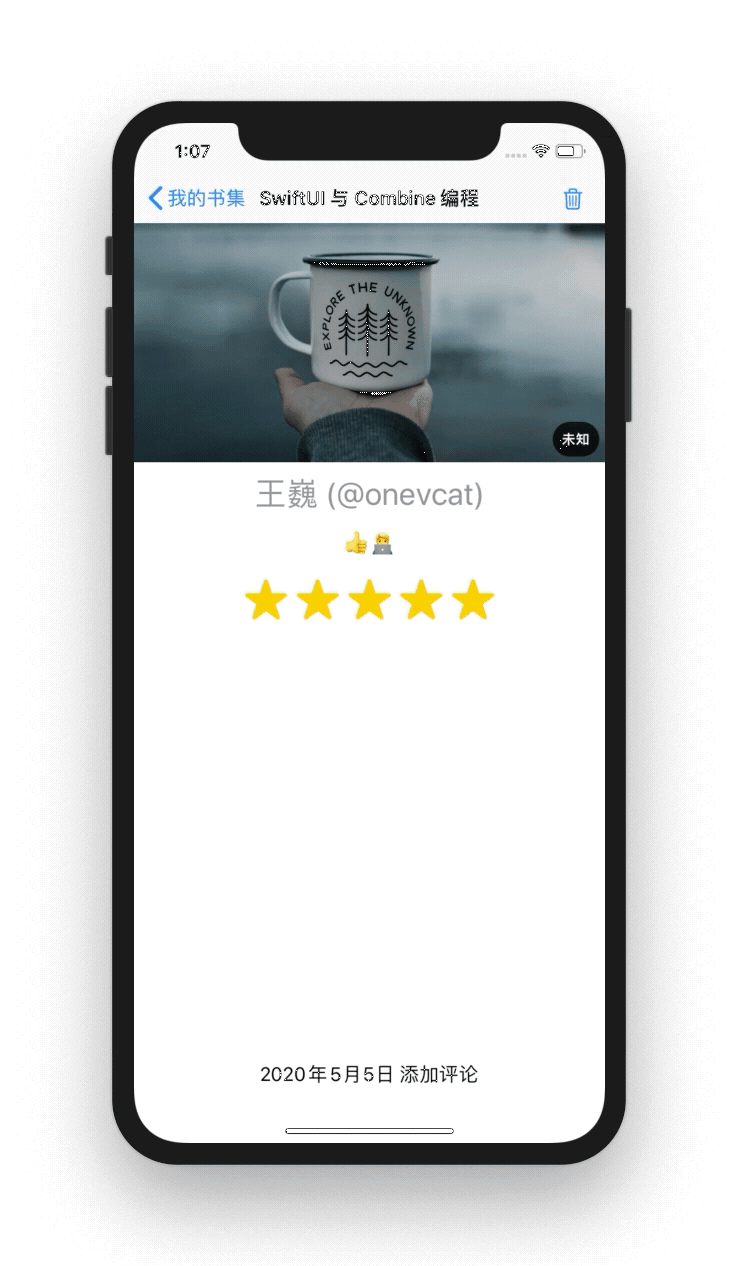 1:07
我的书集 SwiftUI 与 Combine 编程
EXPLORE THE UNKNOWN
未知
王巍 (@onevcat)
👍👨‍💻
2020年5月5日 添加评论